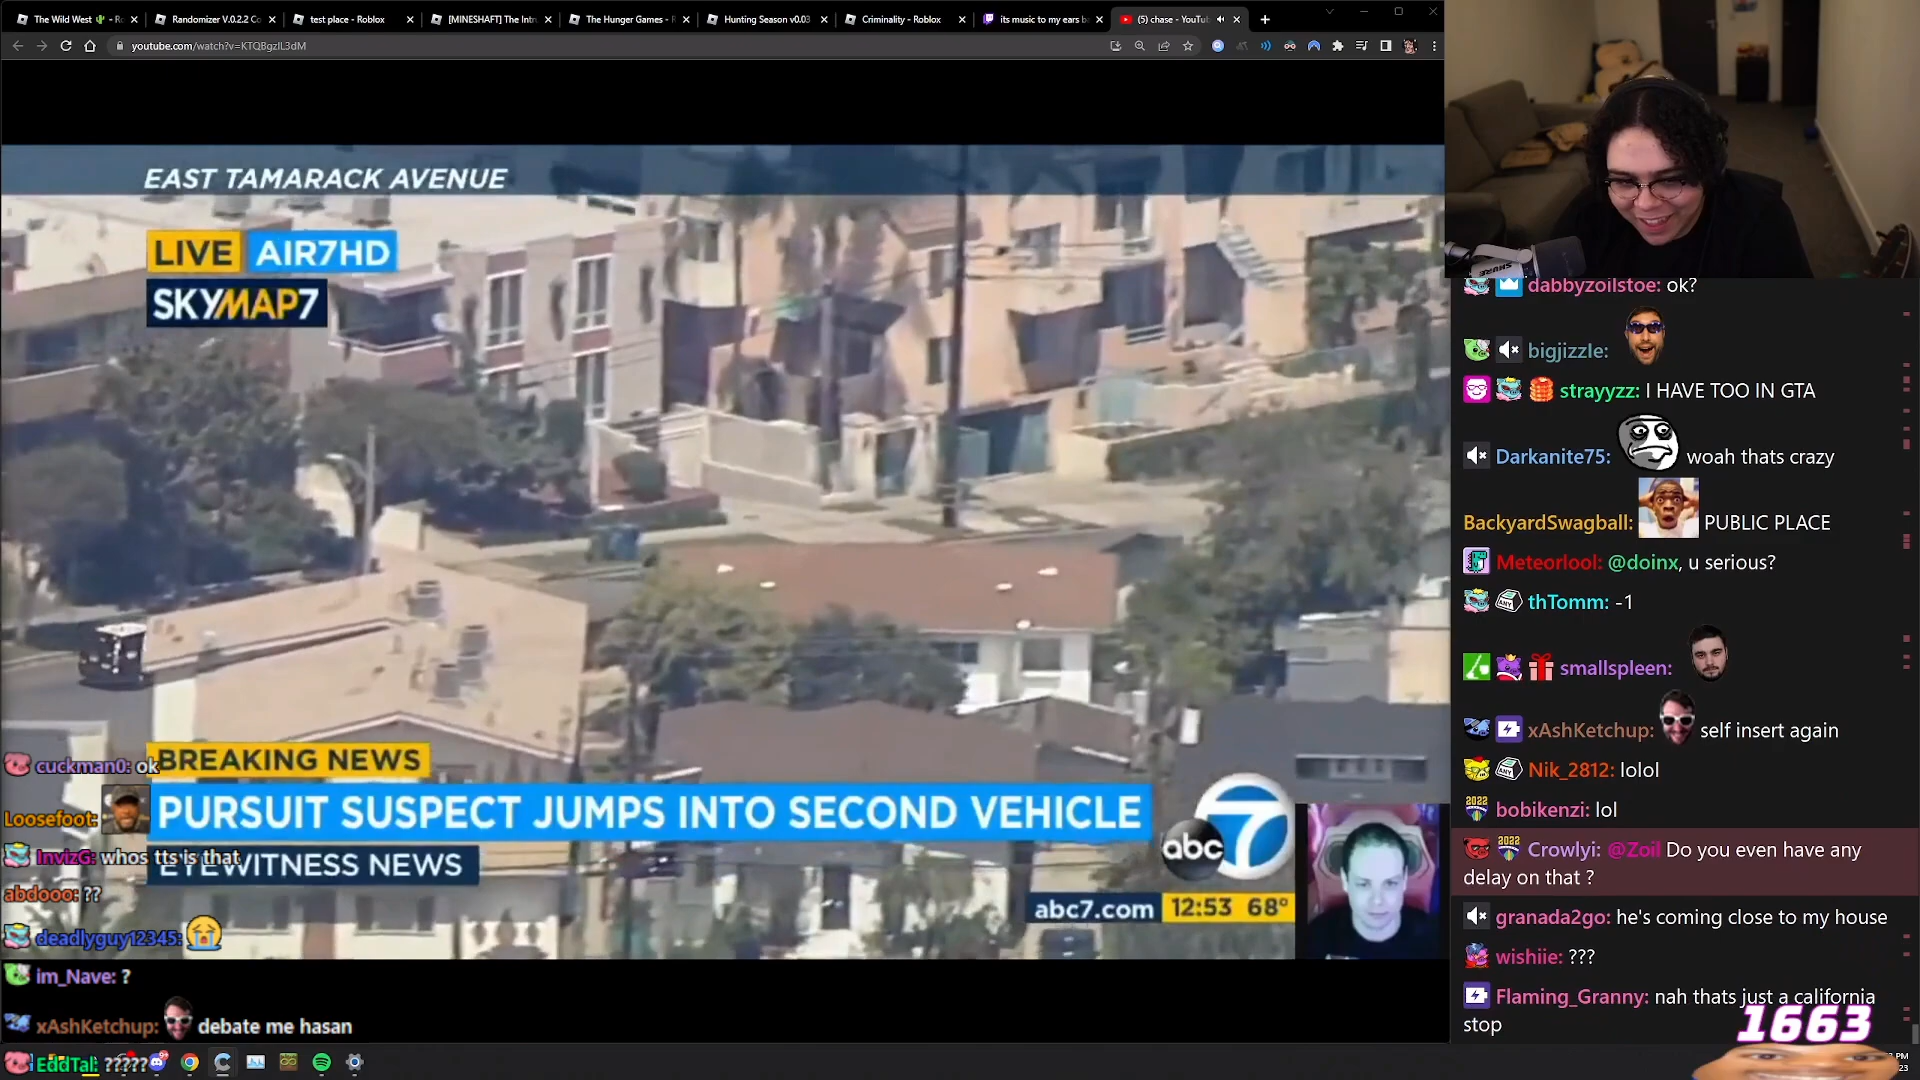 The Wild West
Randomizer V.0.2.2 Co
test place - Roblox
[MINESHAFT] The Intr
The Hunger Games - R
Hunting Season v0.03
Criminality - Roblox
its music to my ears b
(5) chase - YouTu
youtube.com/watch?v=KTQBgzlL3dM
EAST TAMARACK AVENUE
LIVE AIR7HD
SKYMAP7
BREAKING NEWS
PURSUIT SUSPECT JUMPS INTO SECOND VEHICLE
EYEWITNESS NEWS
abc 7
abc7.com 12:53 68°
cuckman0: ok
Loosefoot:
InvizG: whos tts is that
abdooo: ??
deadlyguy12345:
im_Nave: ?
xAshKetchup: debate me hasan
EddTal: ?????
SHURE
dabbyzoilstoe: ok?
bigjizzle:
strayyzz: I HAVE TOO IN GTA
Darkanite75: woah thats crazy
BackyardSwagball: PUBLIC PLACE
Meteorlool: @doinx, u serious?
thTomm: -1
smallspleen:
xAshKetchup: self insert again
Nik_2812: lolol
bobikenzi: lol
Crowlyi: @Zoil Do you even have any
delay on that ?
granada2go: he's coming close to my house
wishiie: ???
Flaming_Granny: nah thats just a california
stop
1663